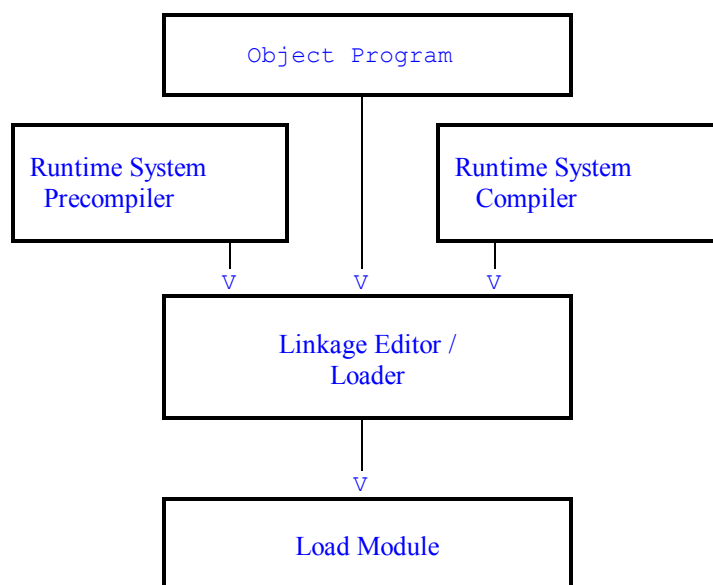 Object Program
Runtime System
Precompiler
Runtime System
Compiler
V V V
Linkage Editor /
Loader
V
Load Module